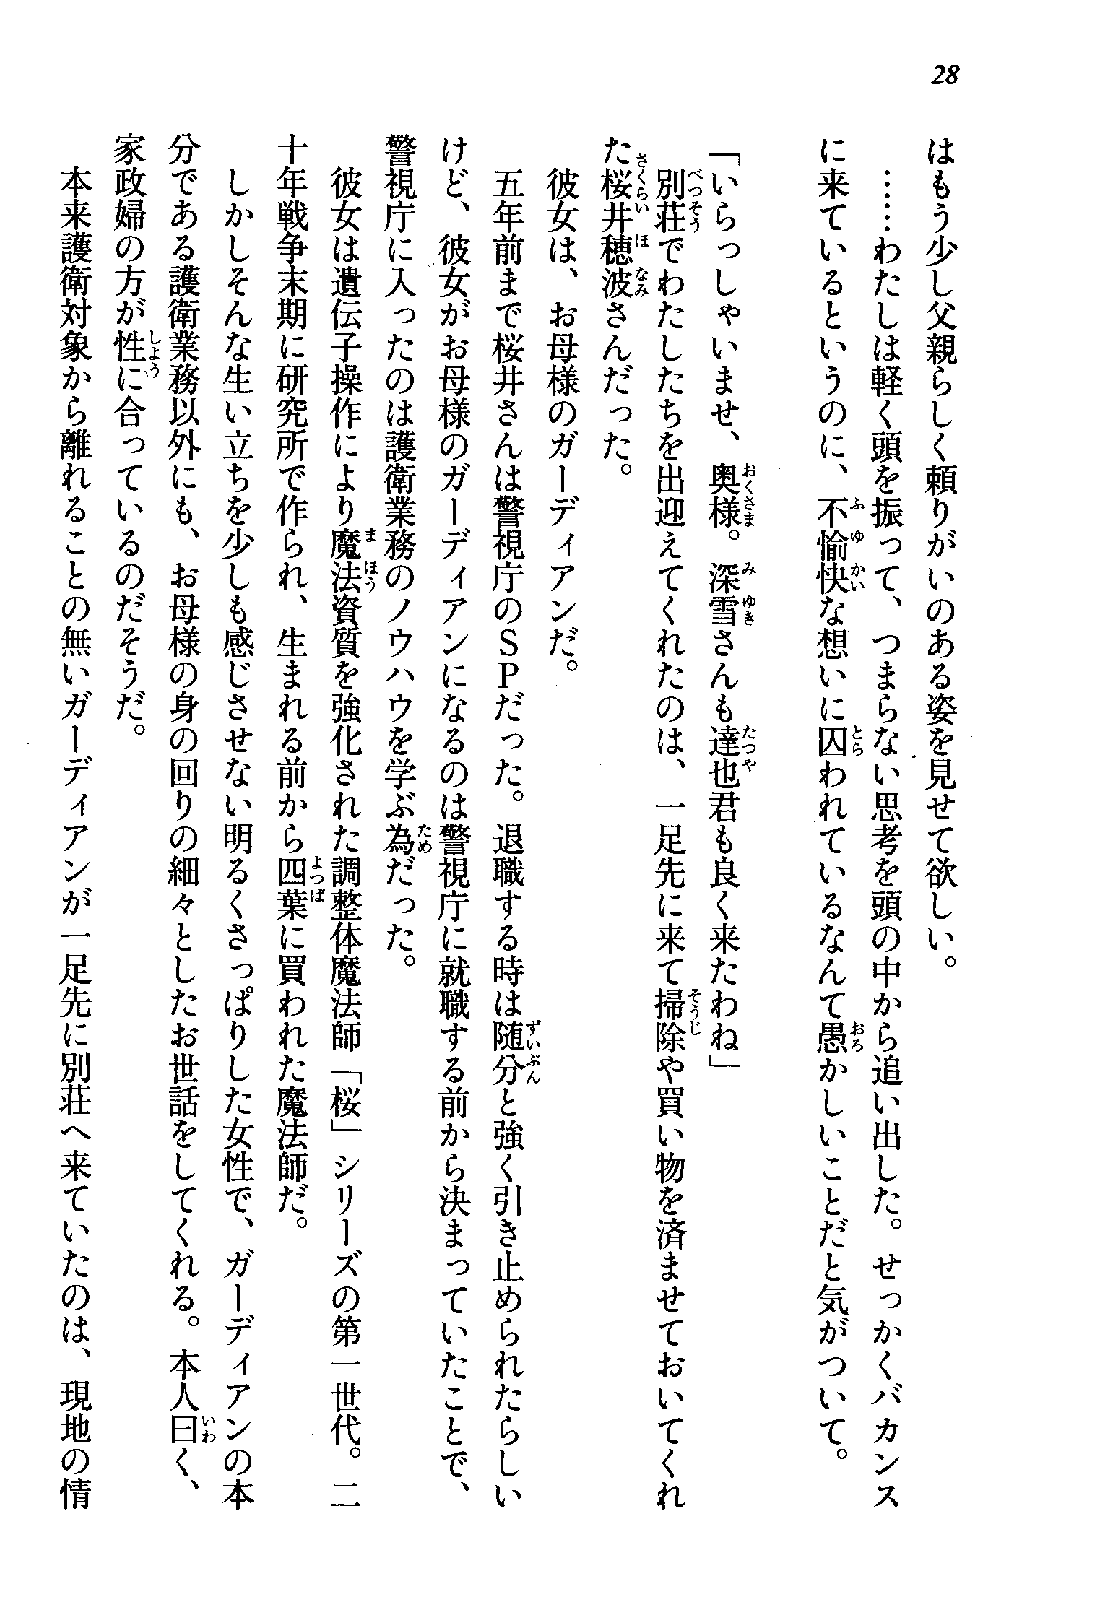 28
はもう少し父親らしく頼りがいのある姿を見せて欲しい。
……わたしは軽く頭を振って、つまらない思考を頭の中から追い出した。せっかくバカンス
に来ているというのに、不愉快な想いに囚われているなんて愚かしいことだと気がついて。
「いらっしゃいませ、奥様。深雪さんも達也君も良く来たわね」
別荘でわたしたちを出迎えてくれたのは、一足先に来て掃除や買い物を済ませておいてくれ
た桜井穂波さんだった。
彼女は、お母様のガーディアンだ。
五年前まで桜井さんは警視庁のSPだった。退職する時は随分と強く引き止められたらしい
けど、彼女がお母様のガーディアンになるのは警視庁に就職する前から決まっていたことで、
警視庁に入ったのは護衛業務のノウハウを学ぶ為だった。
彼女は遺伝子操作により魔法資質を強化された調整体魔法師「桜」シリーズの第一世代。二
十年戦争末期に研究所で作られ、生まれる前から四葉に買われた魔法師だ。
しかしそんな生い立ちを少しも感じさせない明るくさっぱりした女性で、ガーディアンの本
分である護衛業務以外にも、お母様の身の回りの細々としたお世話をしてくれる。本人曰く、
家政婦の方が性に合っているのだそうだ。
本来護衛対象から離れることの無いガーディアンが一足先に別荘へ来ていたのは、現地の情